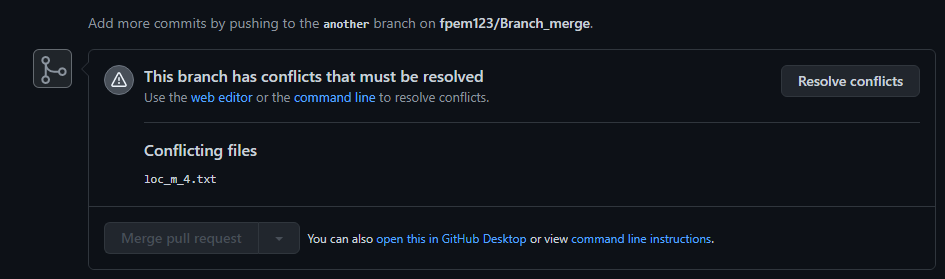 Add more commits by pushing to the another branch on fpem123/Branch_merge.
This branch has conflicts that must be resolved
Resolve conflicts
Use the web editor or the command line to resolve conflicts.
Conflicting files
loc_m_4.txt
Merge pull request
You can also open this in GitHub Desktop or view command line instructions.